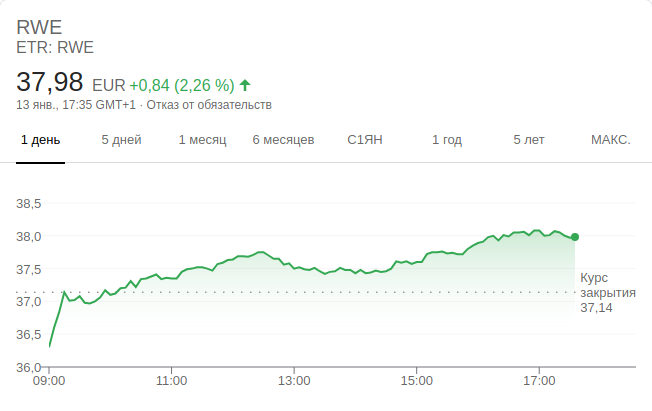 RWE
ETR: RWE
37,98 EUR +0,84 (2,26 %)
13 янв., 17:35 GMT+1 · Отказ от обязательств
1 день 5 дней 1 месяц 6 месяцев С1ЯН 1 год 5 лет МАКС.
38,5
38,0
37,5
37,0
36,5
36,0
Курс
закрытия
37,14
09:00 11:00 13:00 15:00 17:00